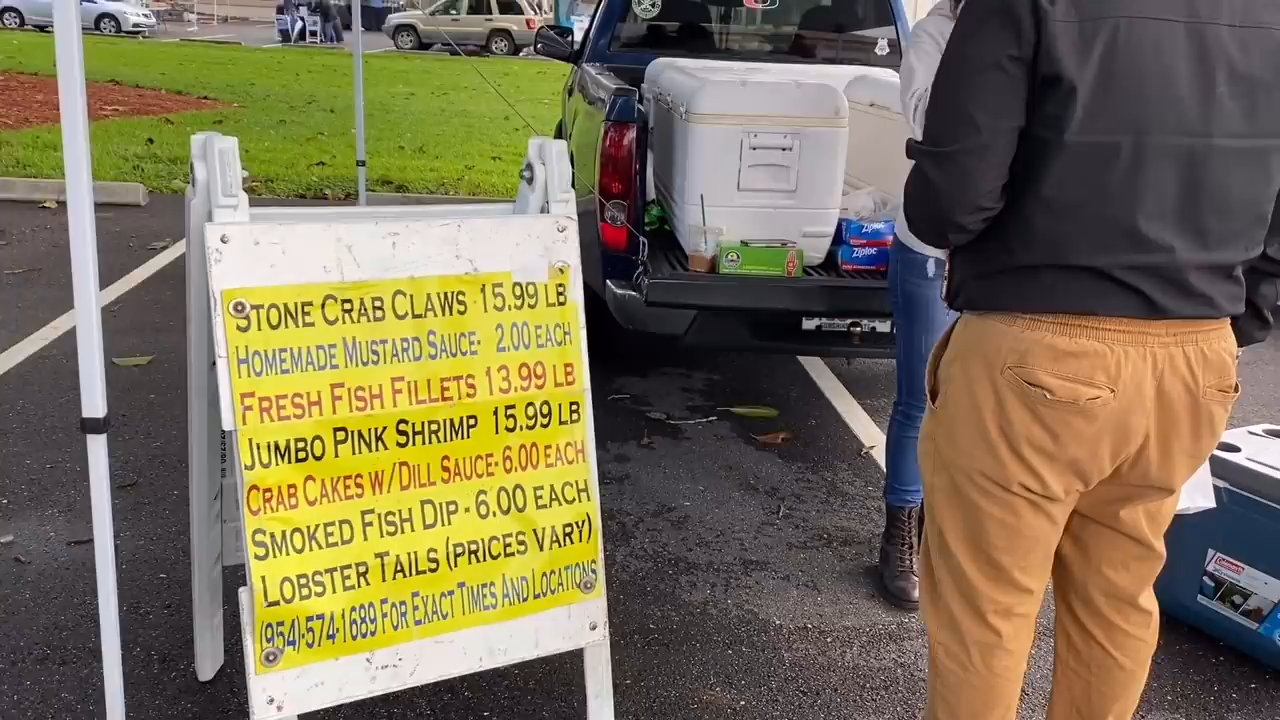 STONE CRAB CLAWS - 15.99 LB
HOMEMADE MUSTARD SAUCE- 2.00 EACH
FRESH FISH FILLETS 13.99 LB
JUMBO PINK SHRIMP 15.99 LB
CRAB CAKES W/DILL SAUCE- 6.00 EACH
SMOKED FISH DIP - 6.00 EACH
LOBSTER TAILS (PRICES VARY)
(954)-574-1689 FOR EXACT TIMES AND LOCATIONS
Ziploc
Ziploc
Coleman